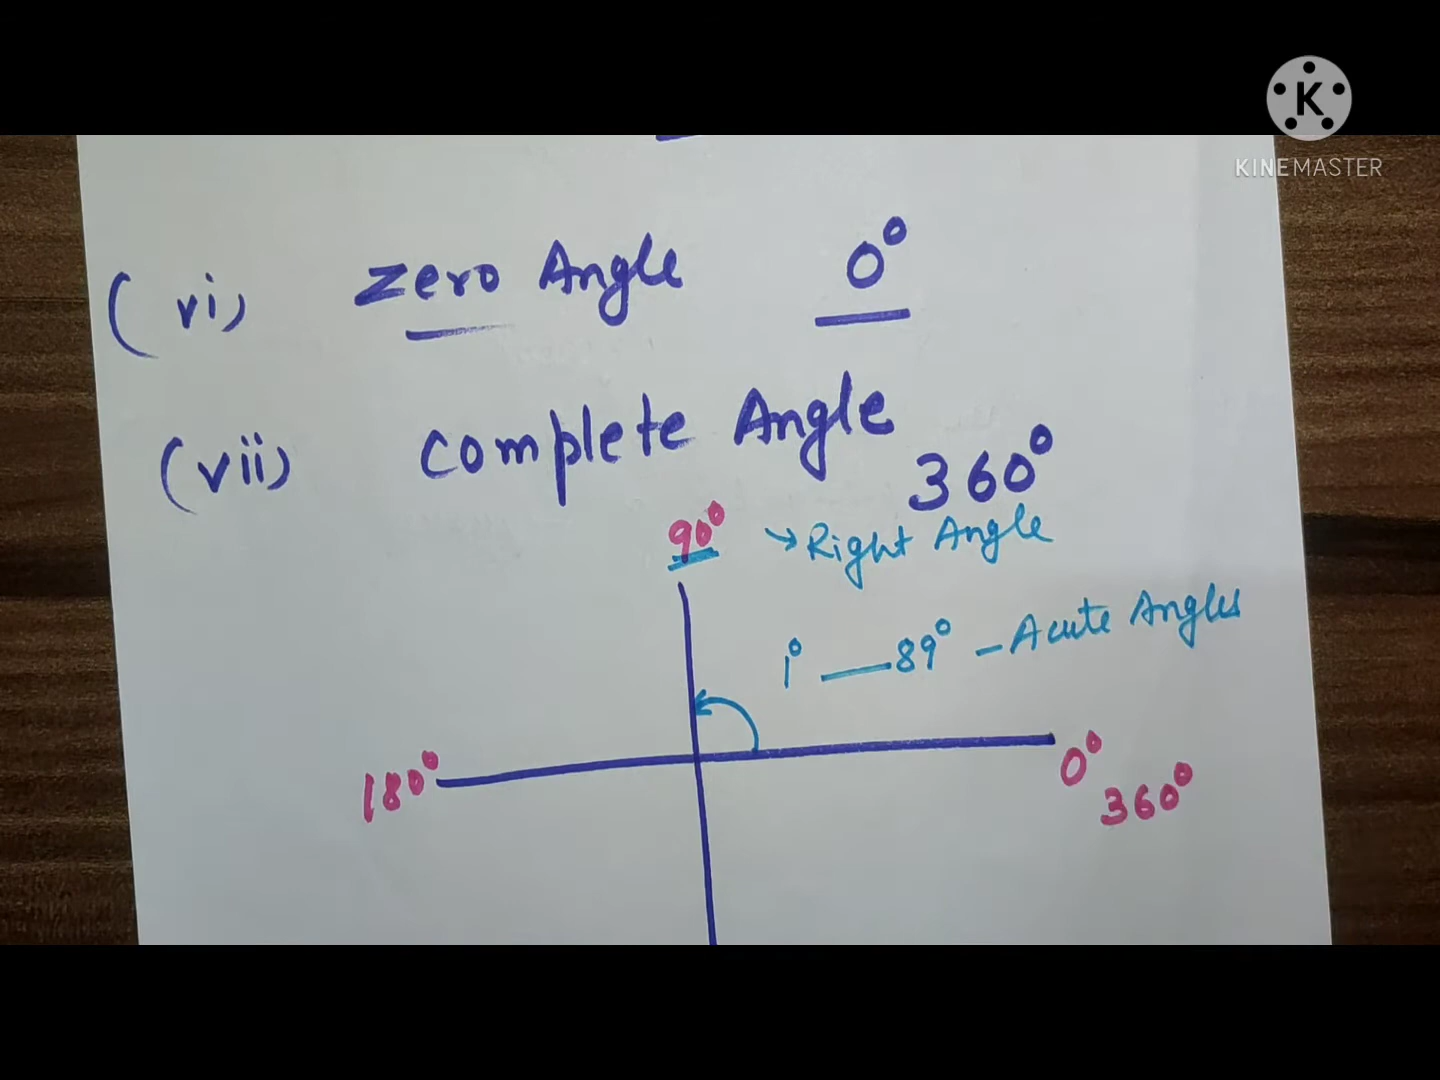 K
KINEMASTER
(vi) Zero Angle 0°
(vii) Complete Angle 360°
90° → Right Angle
1° — 89° - Acute Angles
180° 0°
360°